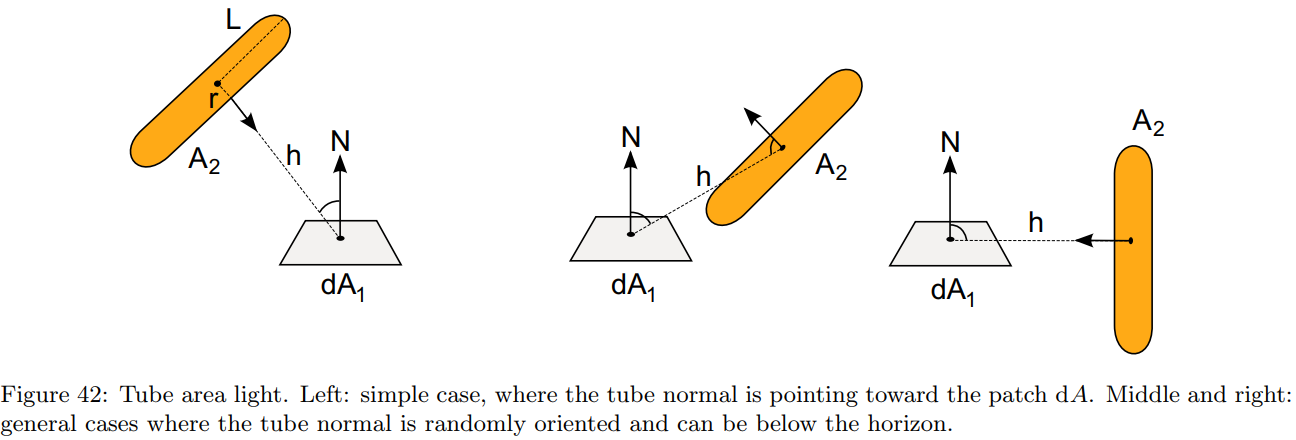 L
r
A2
h
N
dA1
N
h
A2
dA1
N
h
A2
dA1
Figure 42: Tube area light. Left: simple case, where the tube normal is pointing toward the patch dA. Middle and right:
general cases where the tube normal is randomly oriented and can be below the horizon.